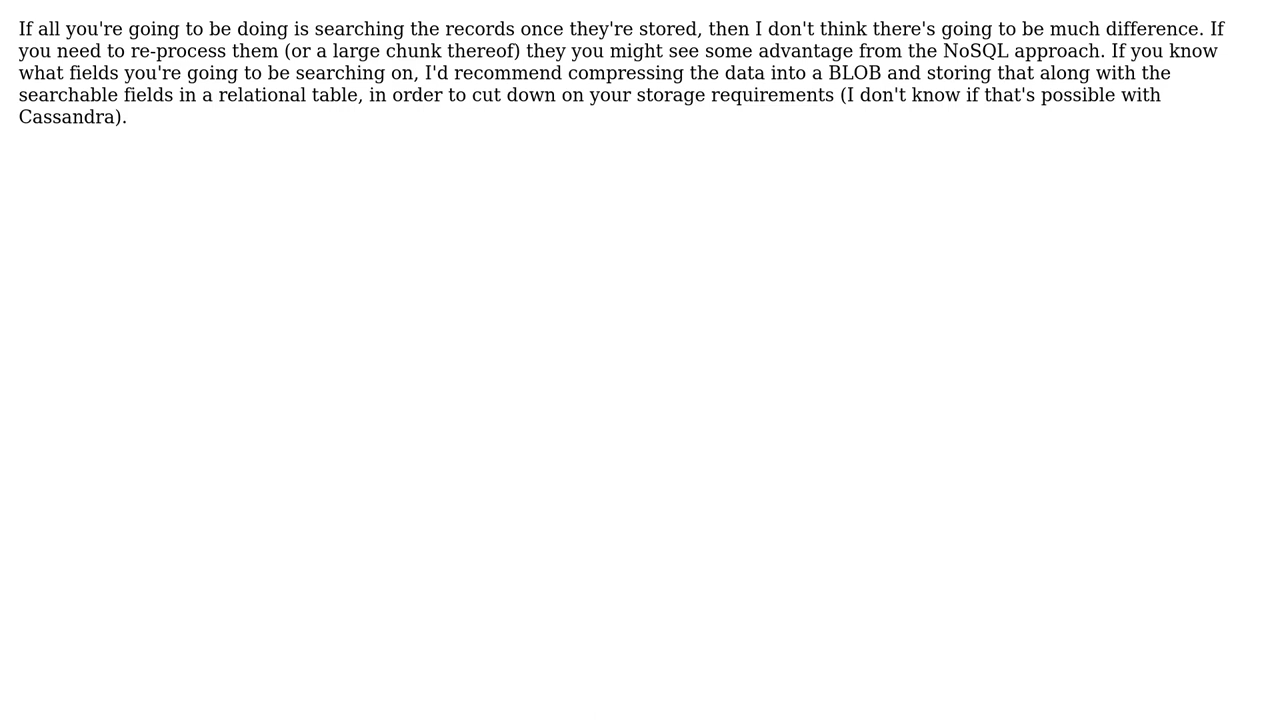 If all you're going to be doing is searching the records once they're stored, then I don't think there's going to be much difference. If
you need to re-process them (or a large chunk thereof) they you might see some advantage from the NoSQL approach. If you know
what fields you're going to be searching on, I'd recommend compressing the data into a BLOB and storing that along with the
searchable fields in a relational table, in order to cut down on your storage requirements (I don't know if that's possible with
Cassandra).